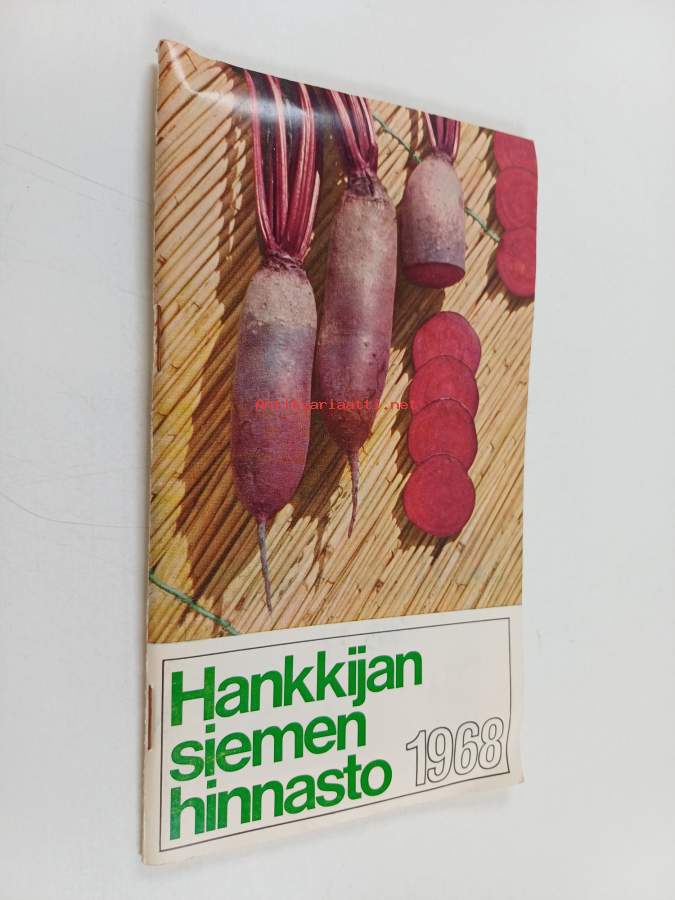 Antikvariaatti.net
Hankkijan
siemen
hinnasto 1968